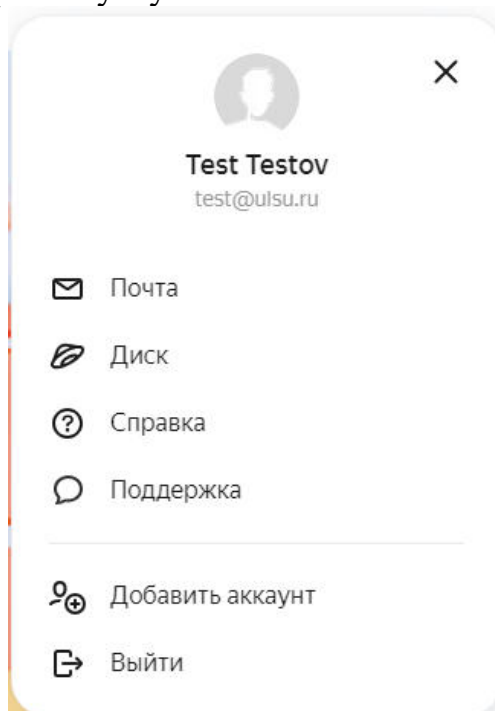 Test Testov
test@ulsu.ru
Почта
Диск
Справка
Поддержка
Добавить аккаунт
Выйти